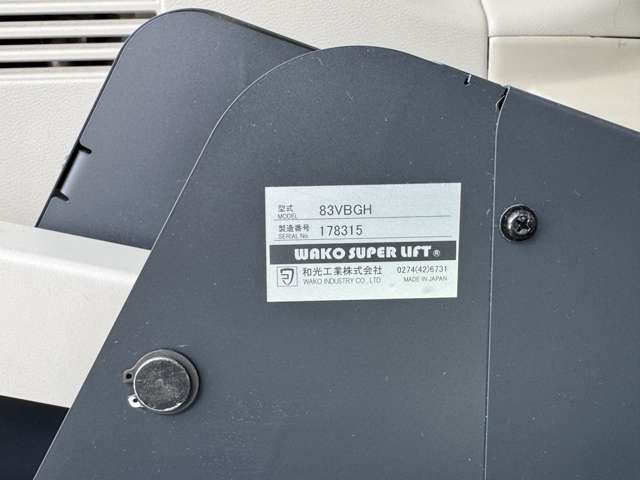 型式 MODEL 83VBGH
製造番号 SERIAL No. 178315
WAKO SUPER LIFT®
和光工業株式会社 0274(42)6731
WAKO INDUSTRY CO., LTD MADE IN JAPAN